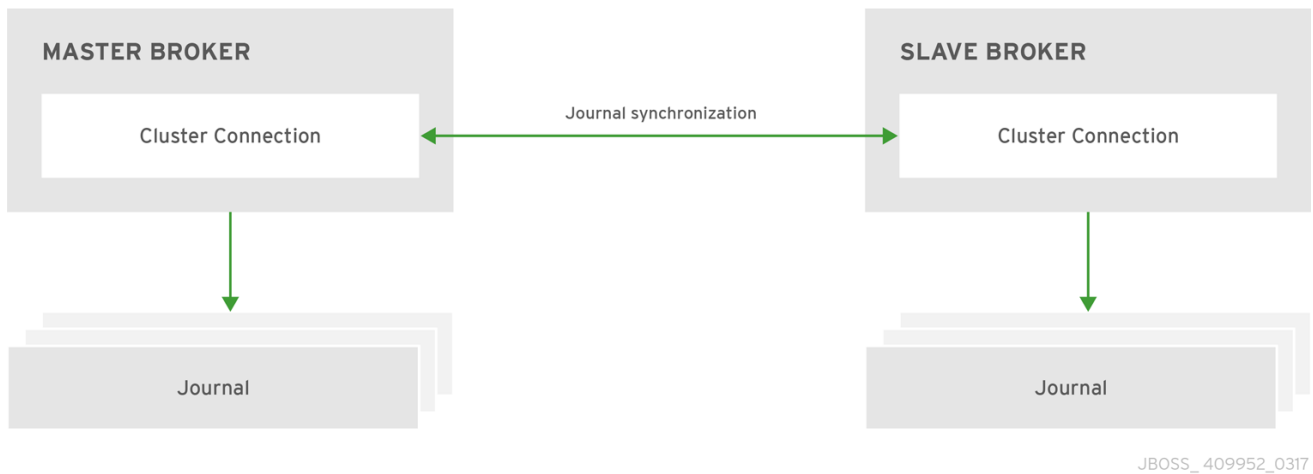 MASTER BROKER
SLAVE BROKER
Cluster Connection
Journal synchronization
Cluster Connection
Journal
Journal
JBOSS_ 409952_0317